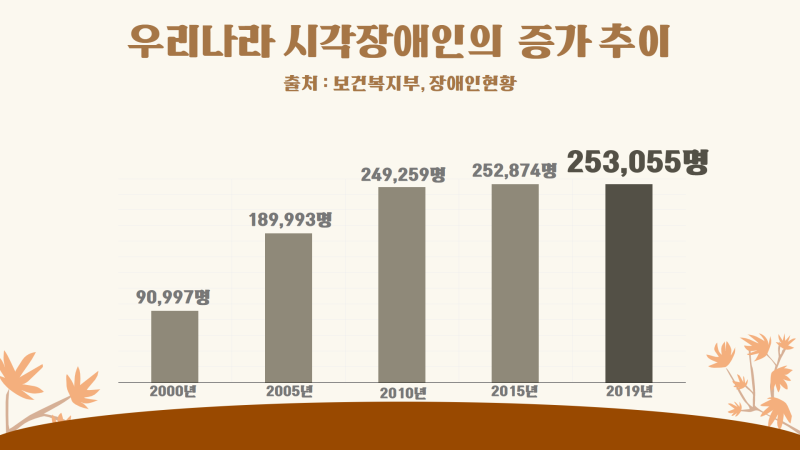 우리나라 시각장애인의 증가 추이
출처 : 보건복지부, 장애인현황
90,997명
189,993명
249,259명
252,874명
253,055명
2000년
2005년
2010년
2015년
2019년